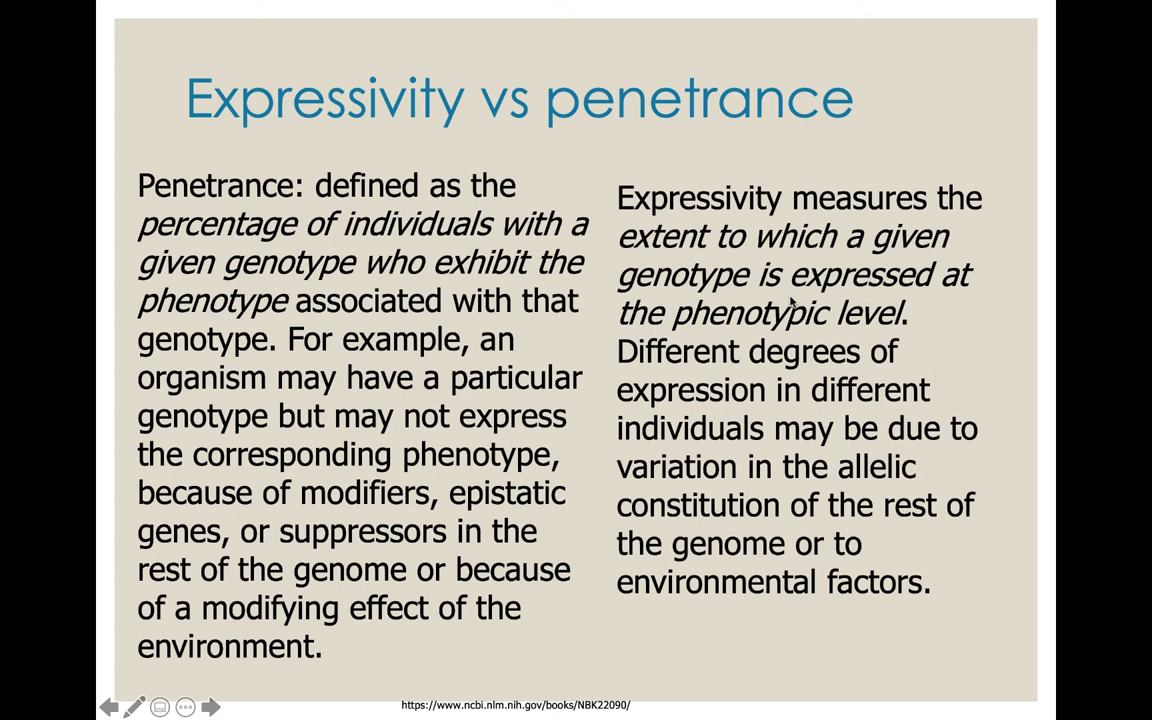 Expressivity vs penetrance
Penetrance: defined as the
percentage of individuals with a
given genotype who exhibit the
phenotype associated with that
genotype. For example, an
organism may have a particular
genotype but may not express
the corresponding phenotype,
because of modifiers, epistatic
genes, or suppressors in the
rest of the genome or because
of a modifying effect of the
environment.
Expressivity measures the
extent to which a given
genotype is expressed at
the phenotypic level.
Different degrees of
expression in different
individuals may be due to
variation in the allelic
constitution of the rest of
the genome or to
environmental factors.
https://www.ncbi.nlm.nih.gov/books/NBK22090/